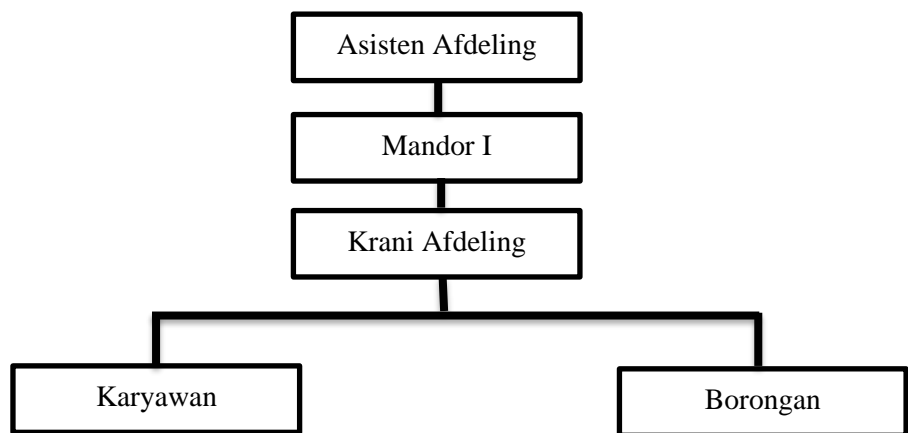 Asisten Afdeling
Mandor I
Krani Afdeling
Karyawan
Borongan